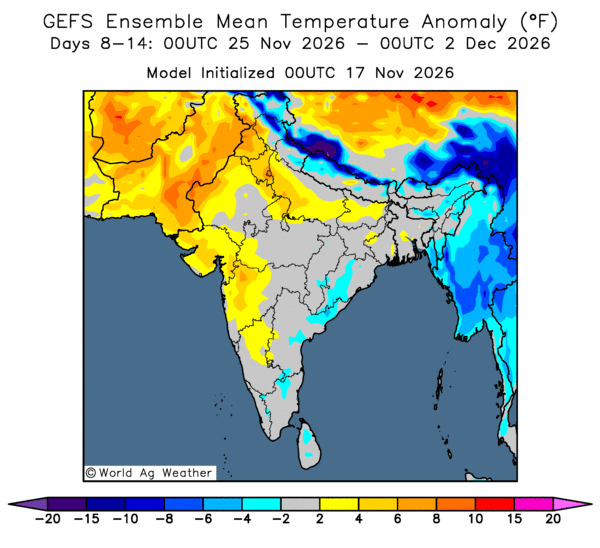 GEFS Ensemble Mean Temperature Anomaly (°F)
Days 8–14: 00UTC 25 Nov 2026 – 00UTC 2 Dec 2026
Model Initialized 00UTC 17 Nov 2026
© World Ag Weather
−20 −15 −10 −8 −6 −4 −2 2 4 6 8 10 15 20